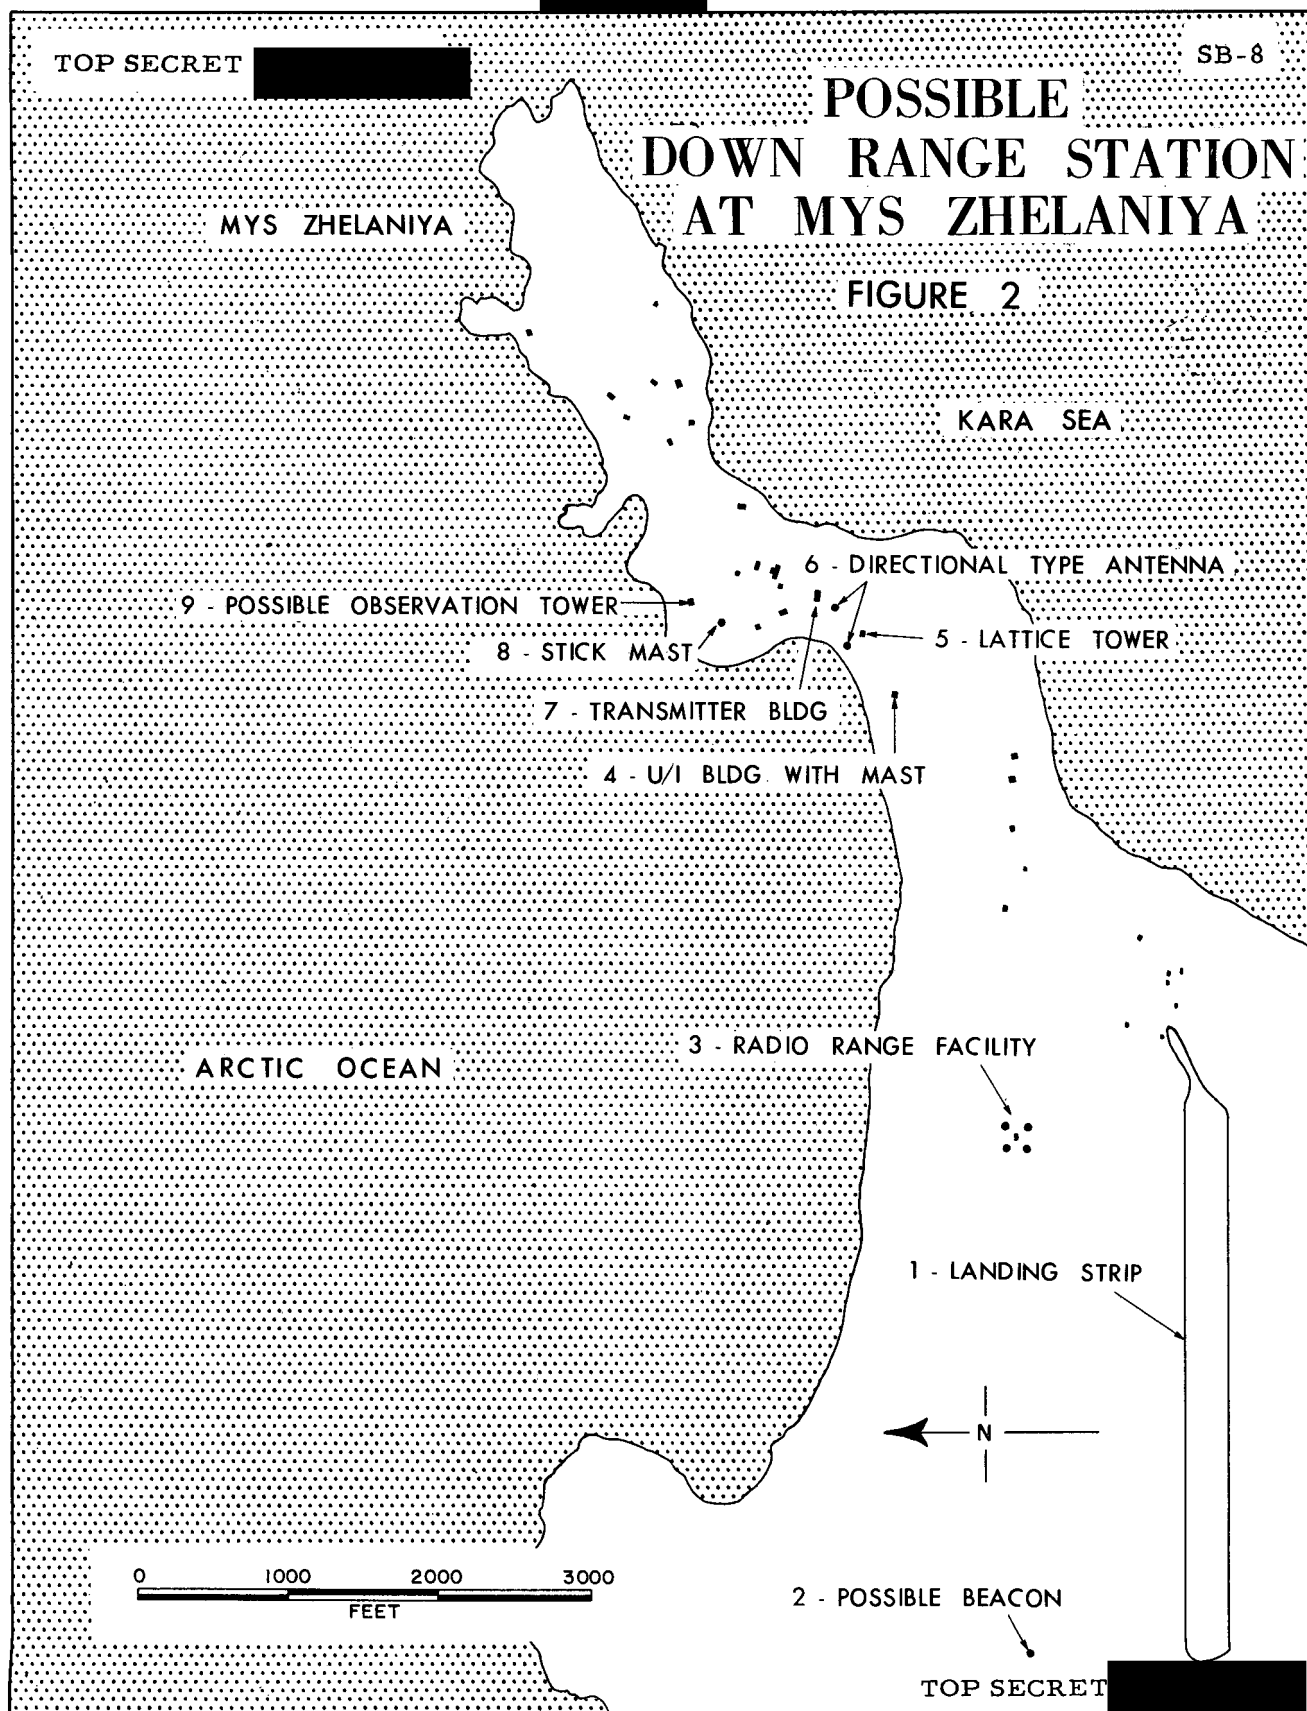 TOP SECRET
SB-8
POSSIBLE
DOWN RANGE STATION
AT MYS ZHELANIYA
FIGURE 2
MYS ZHELANIYA
KARA SEA
6 - DIRECTIONAL TYPE ANTENNA
9 - POSSIBLE OBSERVATION TOWER
5 - LATTICE TOWER
8 - STICK MAST
7 - TRANSMITTER BLDG
4 - U/I BLDG WITH MAST
3 - RADIO RANGE FACILITY
ARCTIC OCEAN
1 - LANDING STRIP
N
0 1000 2000 3000
FEET
2 - POSSIBLE BEACON
TOP SECRET